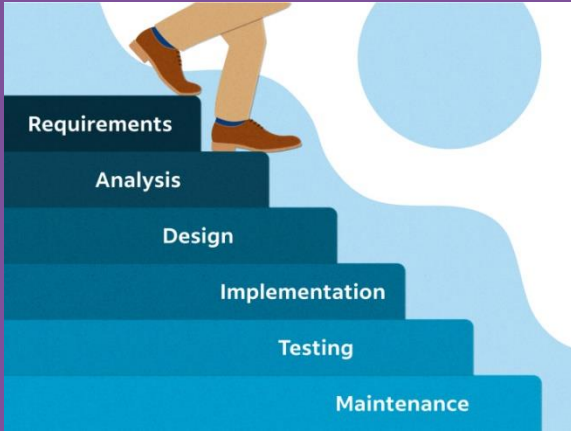 Requirements
Analysis
Design
Implementation
Testing
Maintenance